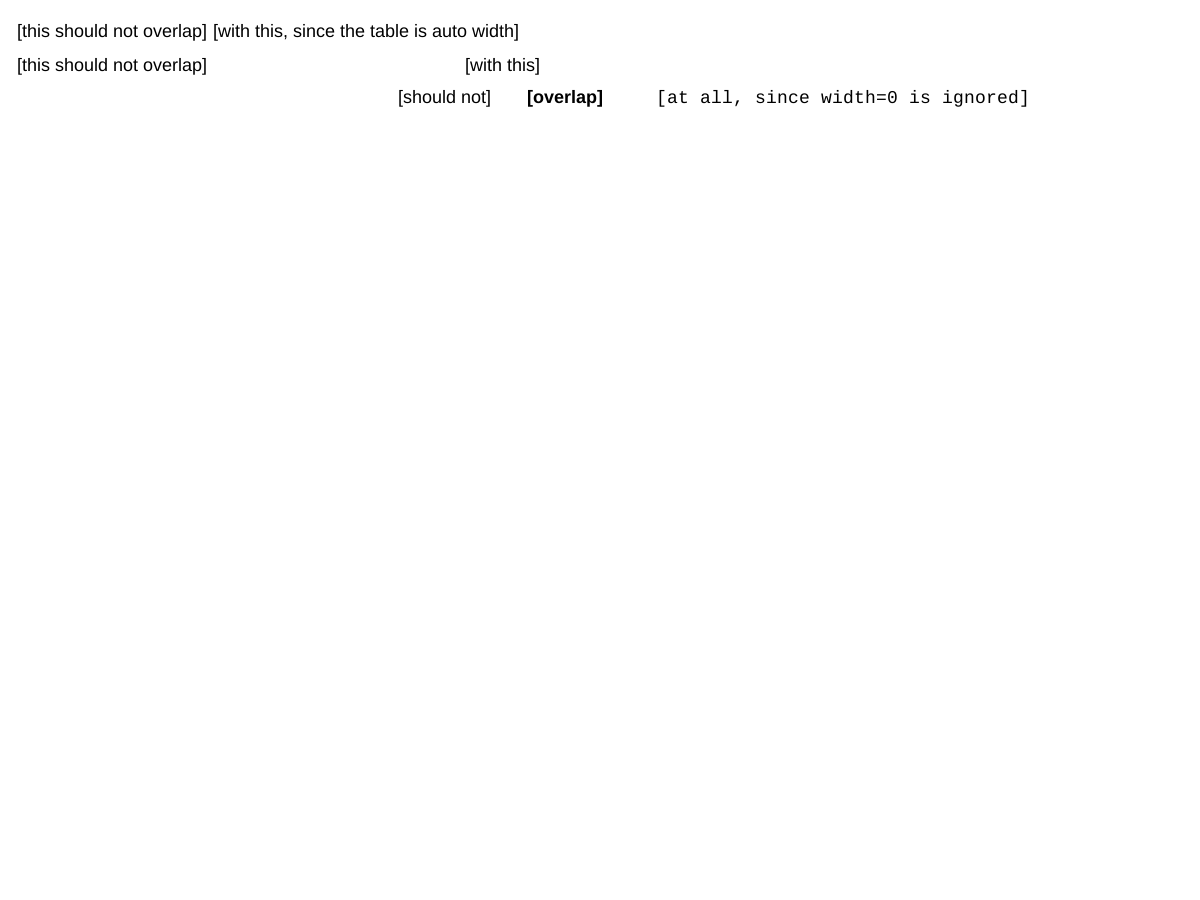 [this should not overlap] [with this, since the table is auto width]
[this should not overlap] [with this]
[should not] [overlap] [at all, since width=0 is ignored]